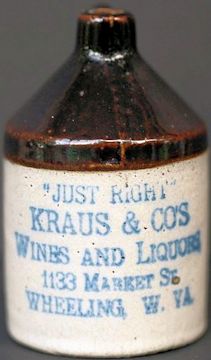 "JUST RIGHT"
KRAUS & CO'S
WINES AND LIQUORS
1133 MARKET ST.
WHEELING, W. VA.